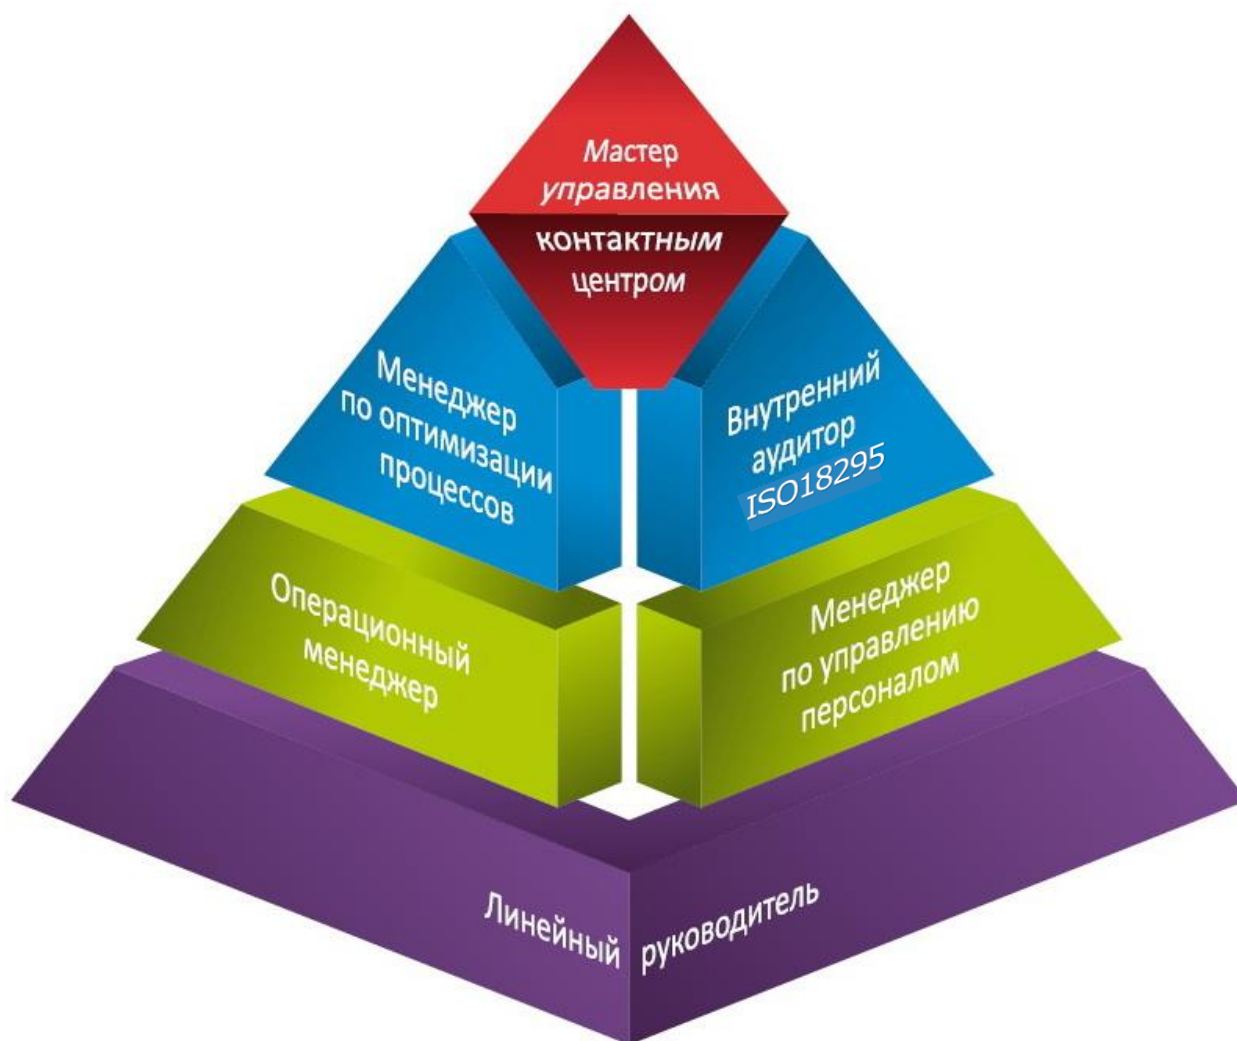 Мастер
управления
контактным
центром
Менеджер
по оптимизации
процессов
Внутренний
аудитор
ISO18295
Операционный
менеджер
Менеджер
по управлению
персоналом
Линейный руководитель